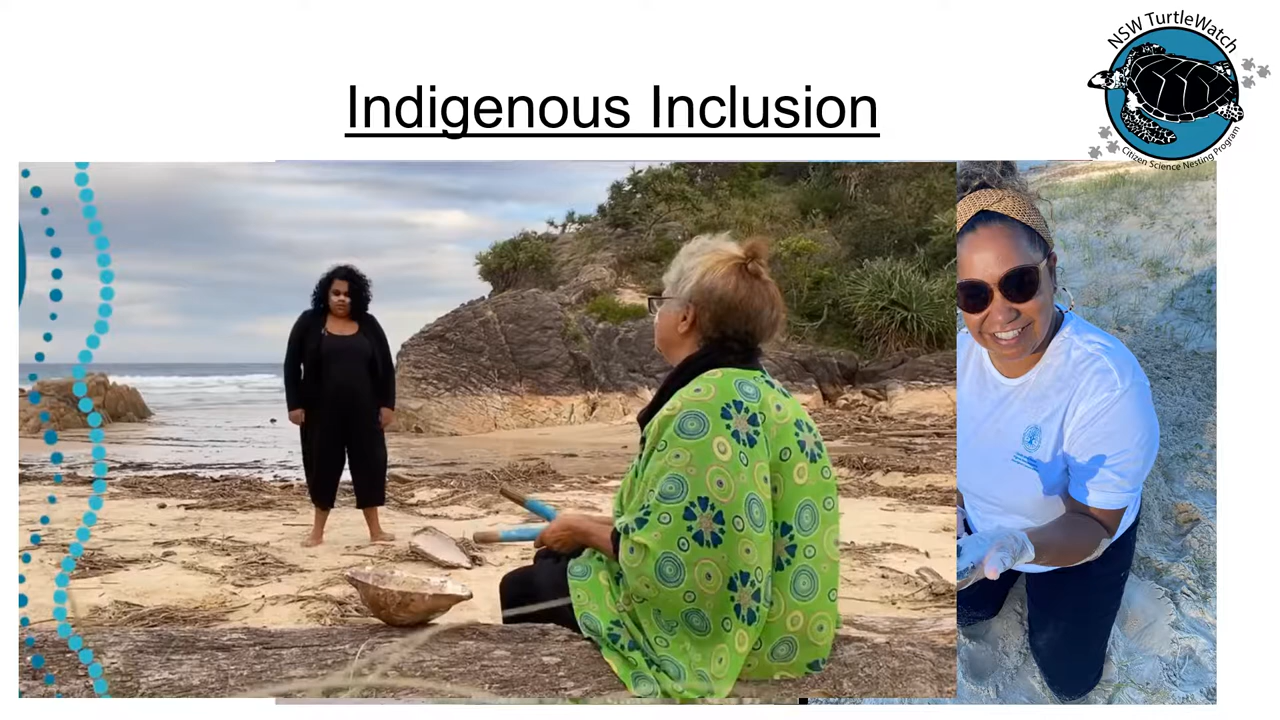 NSW TurtleWatch
Indigenous Inclusion
Citizen Science Nesting Program